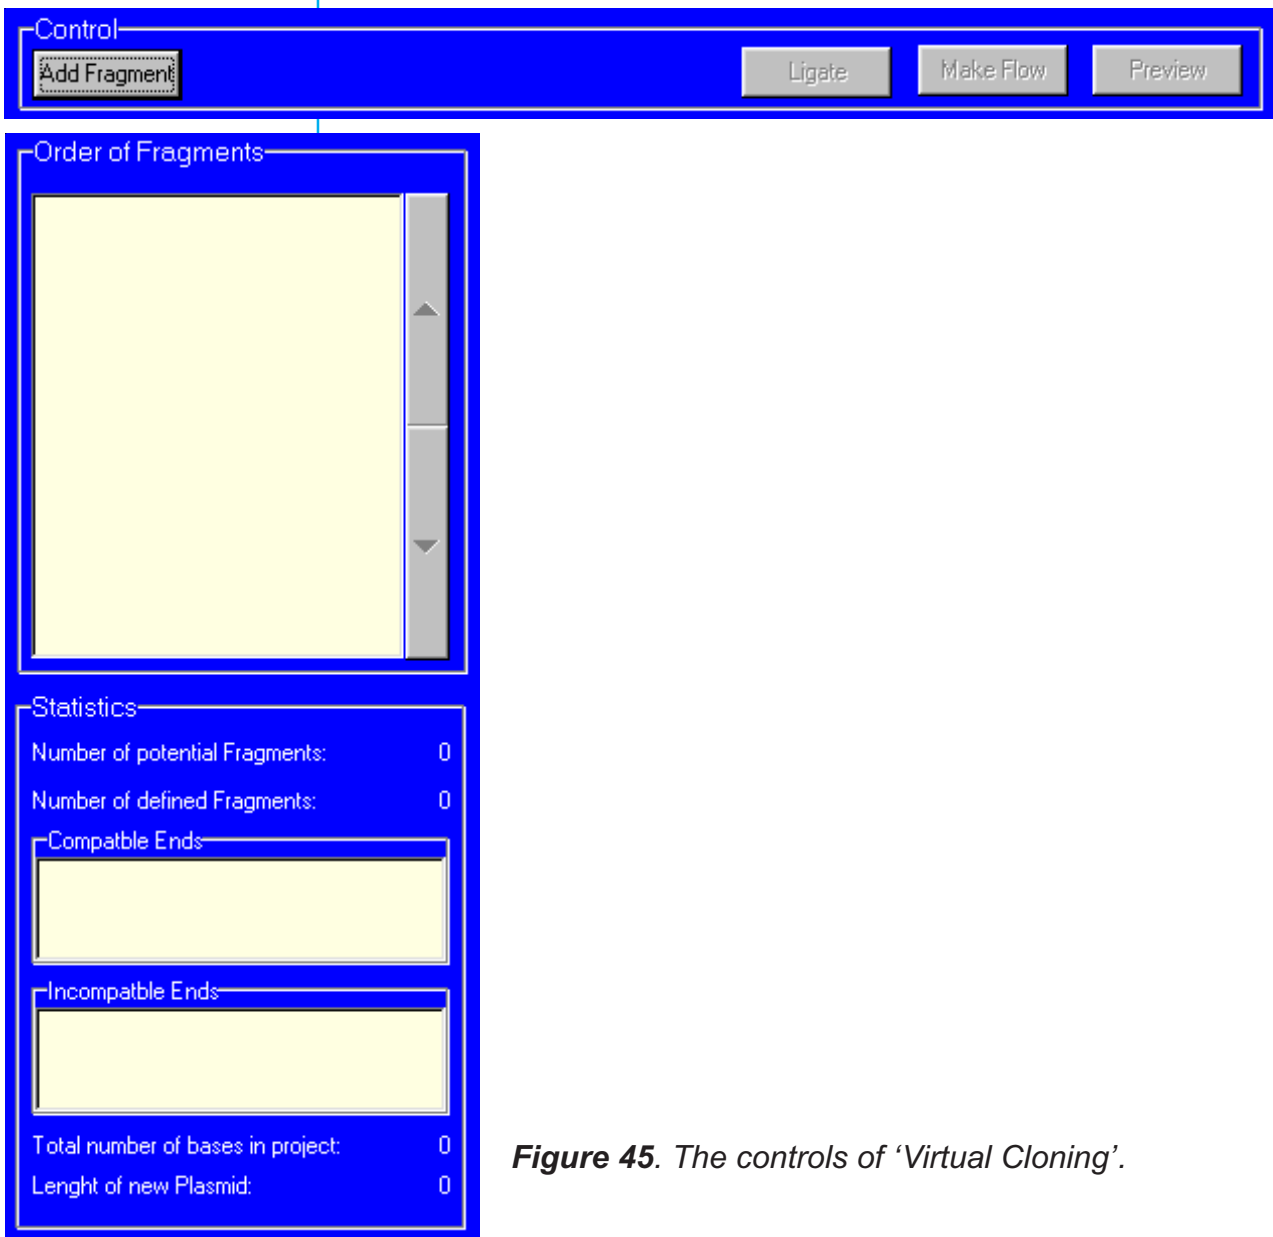 Control
Add Fragment Ligate Make Flow Preview
Order of Fragments
Statistics
Number of potential Fragments: 0
Number of defined Fragments: 0
Compatble Ends
Incompatble Ends
Total number of bases in project: 0
Lenght of new Plasmid: 0
Figure 45. The controls of ‘Virtual Cloning’.